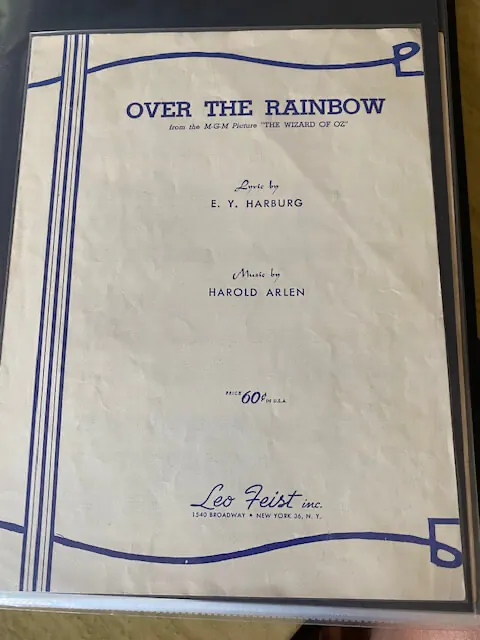 OVER THE RAINBOW
from the M-G-M Picture "THE WIZARD OF OZ"
Lyric by
E. Y. HARBURG
Music by
HAROLD ARLEN
PRICE 60¢ IN U.S.A.
Leo Feist inc.
1540 BROADWAY • NEW YORK 36, N. Y.